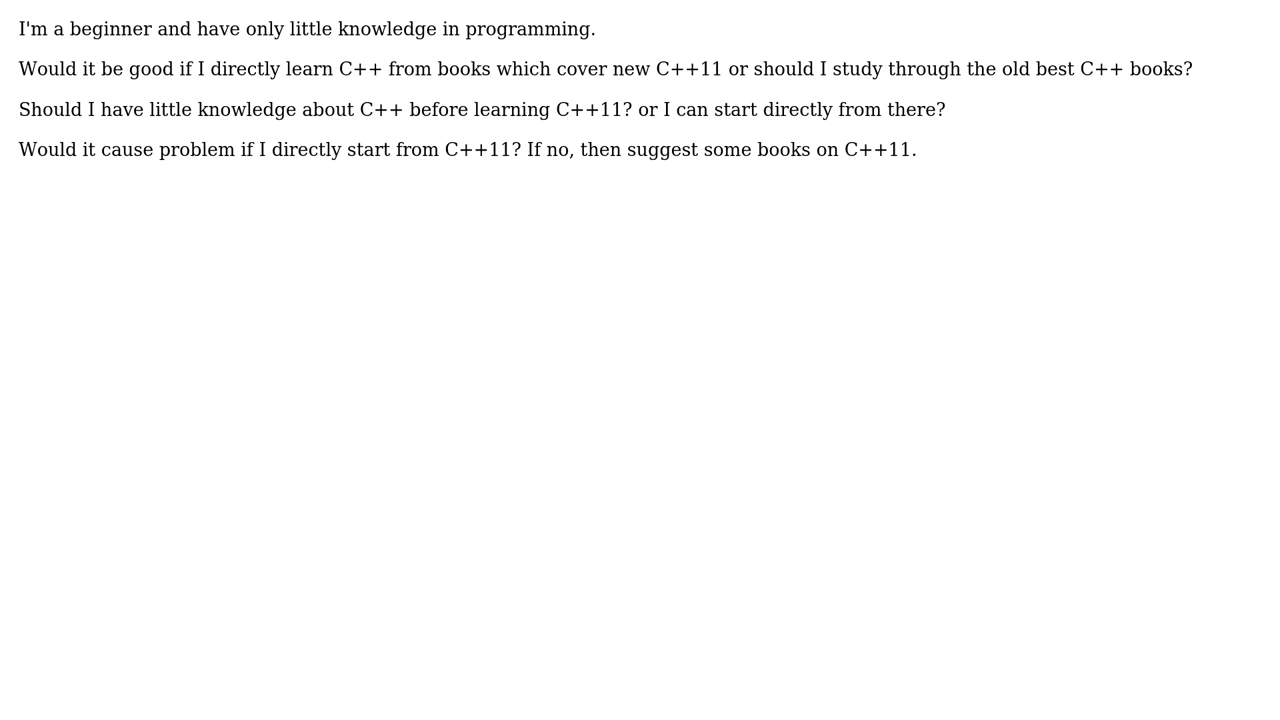 I'm a beginner and have only little knowledge in programming.
Would it be good if I directly learn C++ from books which cover new C++11 or should I study through the old best C++ books?
Should I have little knowledge about C++ before learning C++11? or I can start directly from there?
Would it cause problem if I directly start from C++11? If no, then suggest some books on C++11.